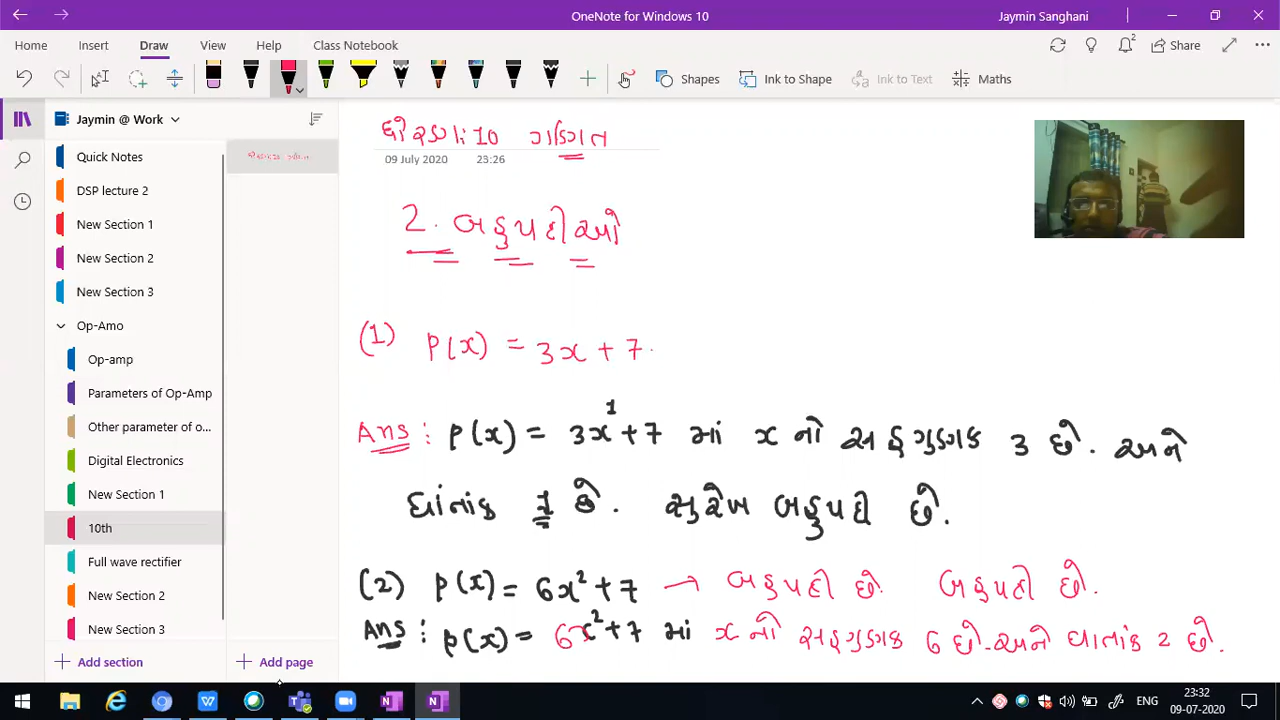 OneNote for Windows 10
Jaymin Sanghani
Home Insert Draw View Help Class Notebook
Share
Shapes Ink to Shape Ink to Text Maths
Jaymin @ Work
Quick Notes
DSP lecture 2
New Section 1
New Section 2
New Section 3
Op-Amo
Op-amp
Parameters of Op-Amp
Other parameter of o...
Digital Electronics
New Section 1
10th
Full wave rectifier
New Section 2
New Section 3
Add section
Add page
ધોરણ: 10 ગણિત
09 July 2020 23:26
2. બહુપદીઓ
(1) p(x) = 3x + 7.
Ans : p(x) = 3x¹ + 7 માં x નો સહગુણક 3 છે. અને
ઘાતાંક 1 છે. સુરેખ બહુપદી છે.
(2) p(x) = 6x² + 7 → બહુપદી છે. બહુપદી છે.
Ans : p(x) = 6x² + 7 માં x નો સહગુણક 6 છે. અને ઘાતાંક 2 છે.
ENG
23:32
09-07-2020